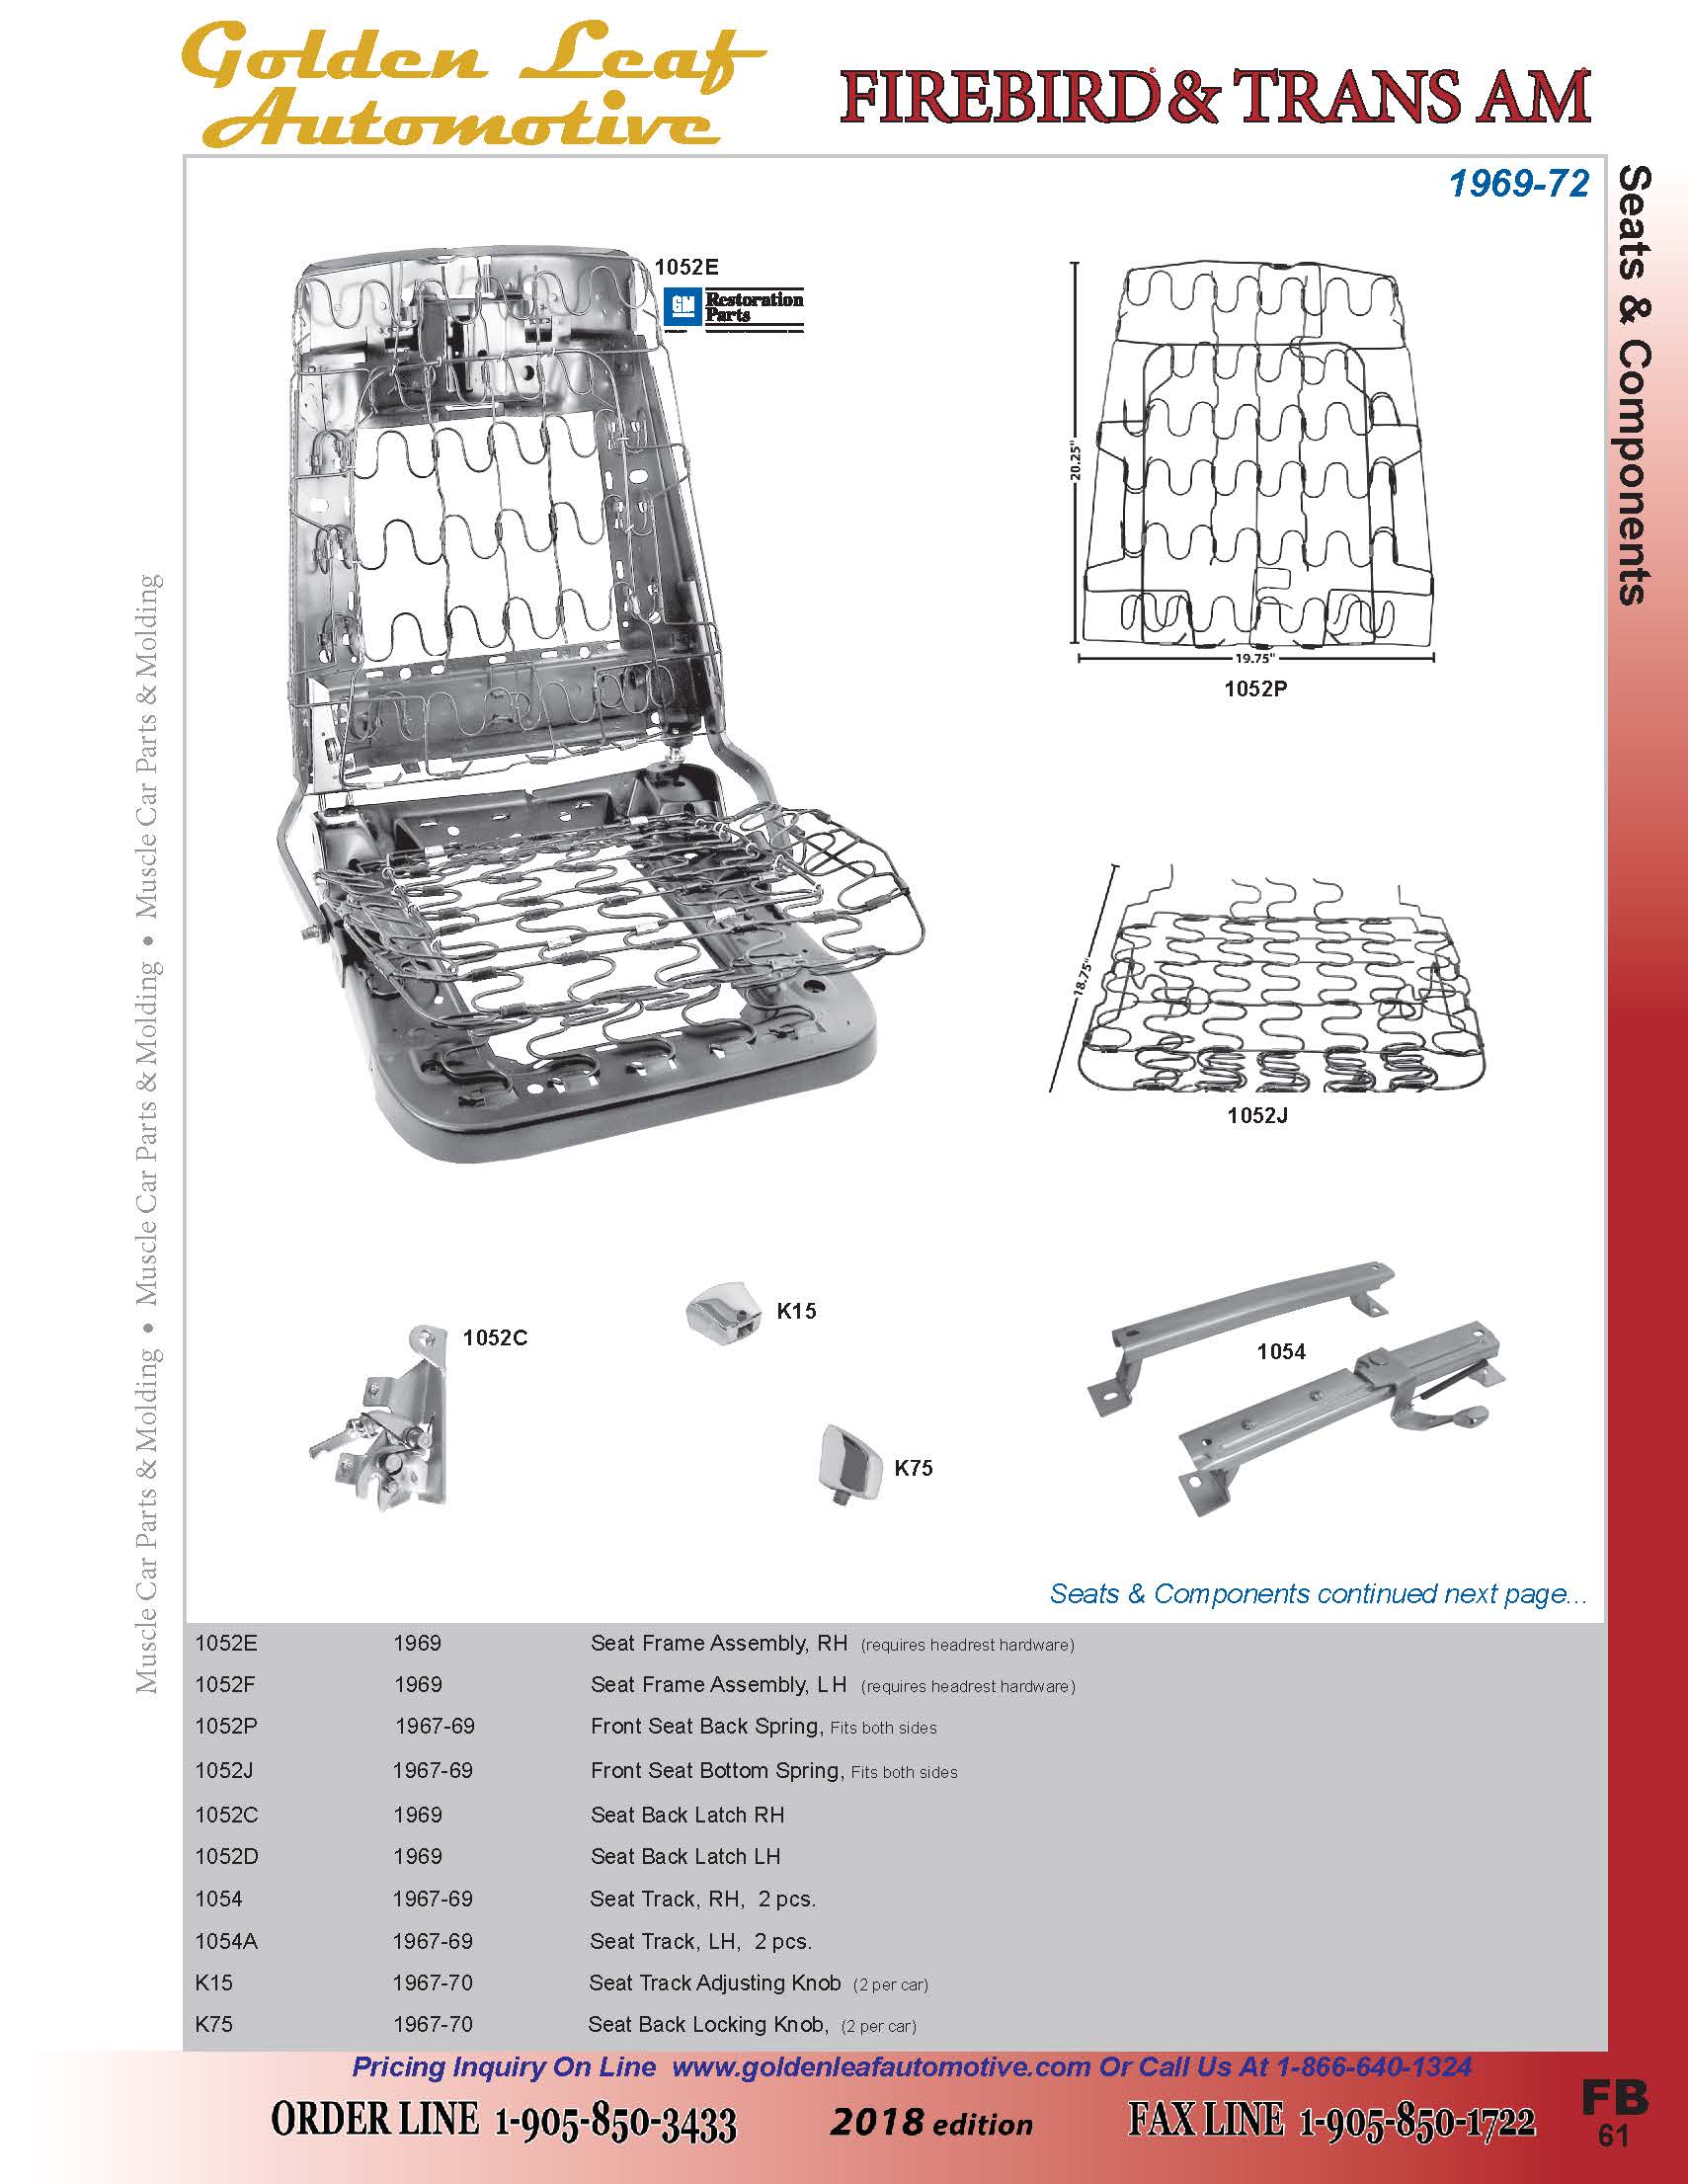 Golden Leaf
Automotive
FIREBIRD & TRANS AM
1969-72
Seats & Components
1052E
GM Restoration
Parts
20.25"
19.75"
1052P
18.75"
1052J
K15
1052C
1054
K75
Muscle Car Parts & Molding • Muscle Car Parts & Molding • Muscle Car Parts & Molding
Seats & Components continued next page...
1052E 1969 Seat Frame Assembly, RH (requires headrest hardware)
1052F 1969 Seat Frame Assembly, LH (requires headrest hardware)
1052P 1967-69 Front Seat Back Spring, Fits both sides
1052J 1967-69 Front Seat Bottom Spring, Fits both sides
1052C 1969 Seat Back Latch RH
1052D 1969 Seat Back Latch LH
1054 1967-69 Seat Track, RH, 2 pcs.
1054A 1967-69 Seat Track, LH, 2 pcs.
K15 1967-70 Seat Track Adjusting Knob (2 per car)
K75 1967-70 Seat Back Locking Knob, (2 per car)
Pricing Inquiry On Line www.goldenleafautomotive.com Or Call Us At 1-866-640-1324
ORDER LINE 1-905-850-3433 2018 edition FAX LINE 1-905-850-1722
FB
61